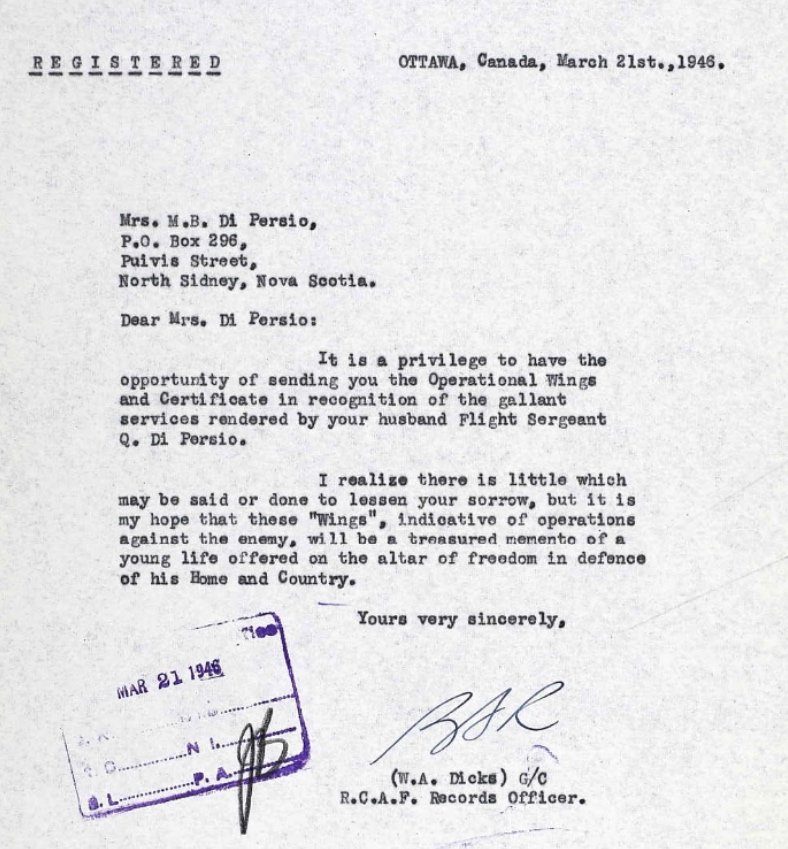 REGISTERED
OTTAWA, Canada, March 21st.,1946.
Mrs. M.B. Di Persio,
P.O. Box 296,
Puivis Street,
North Sidney, Nova Scotia.
Dear Mrs. Di Persio:
It is a privilege to have the
opportunity of sending you the Operational Wings
and Certificate in recognition of the gallant
services rendered by your husband Flight Sergeant
Q. Di Persio.
I realize there is little which
may be said or done to lessen your sorrow, but it is
my hope that these "Wings", indicative of operations
against the enemy, will be a treasured memento of a
young life offered on the altar of freedom in defence
of his Home and Country.
Yours very sincerely,
MAR 21 1946
N I.
S. L. P. A.
(W.A. Dicks) G/C
R.C.A.F. Records Officer.